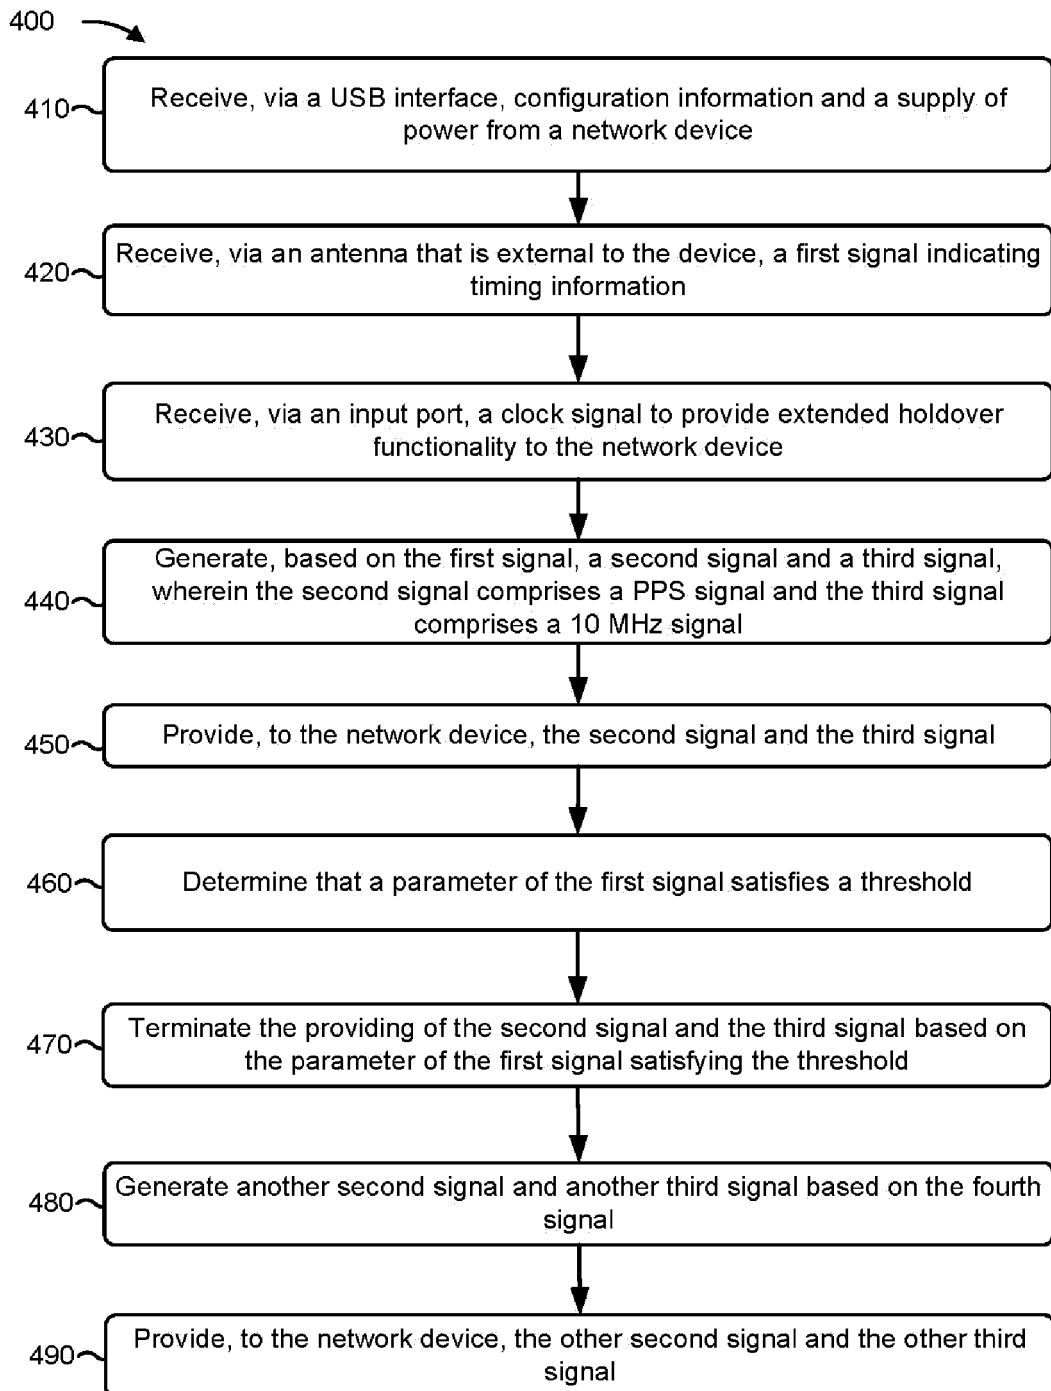 400
410
Receive, via a USB interface, configuration information and a supply of
power from a network device
420
Receive, via an antenna that is external to the device, a first signal indicating
timing information
430
Receive, via an input port, a clock signal to provide extended holdover
functionality to the network device
440
Generate, based on the first signal, a second signal and a third signal,
wherein the second signal comprises a PPS signal and the third signal
comprises a 10 MHz signal
450
Provide, to the network device, the second signal and the third signal
460
Determine that a parameter of the first signal satisfies a threshold
470
Terminate the providing of the second signal and the third signal based on
the parameter of the first signal satisfying the threshold
480
Generate another second signal and another third signal based on the fourth
signal
490
Provide, to the network device, the other second signal and the other third
signal